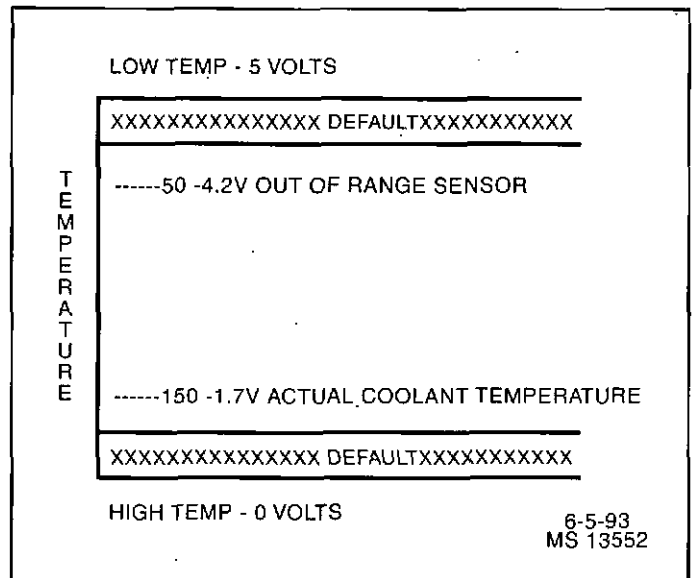 LOW TEMP - 5 VOLTS
XXXXXXXXXXXXXXX DEFAULTXXXXXXXXXXX
TEMPERATURE
------50 -4.2V OUT OF RANGE SENSOR
------150 -1.7V ACTUAL COOLANT TEMPERATURE
XXXXXXXXXXXXXXX DEFAULTXXXXXXXXXXX
HIGH TEMP - 0 VOLTS
6-5-93
MS 13552